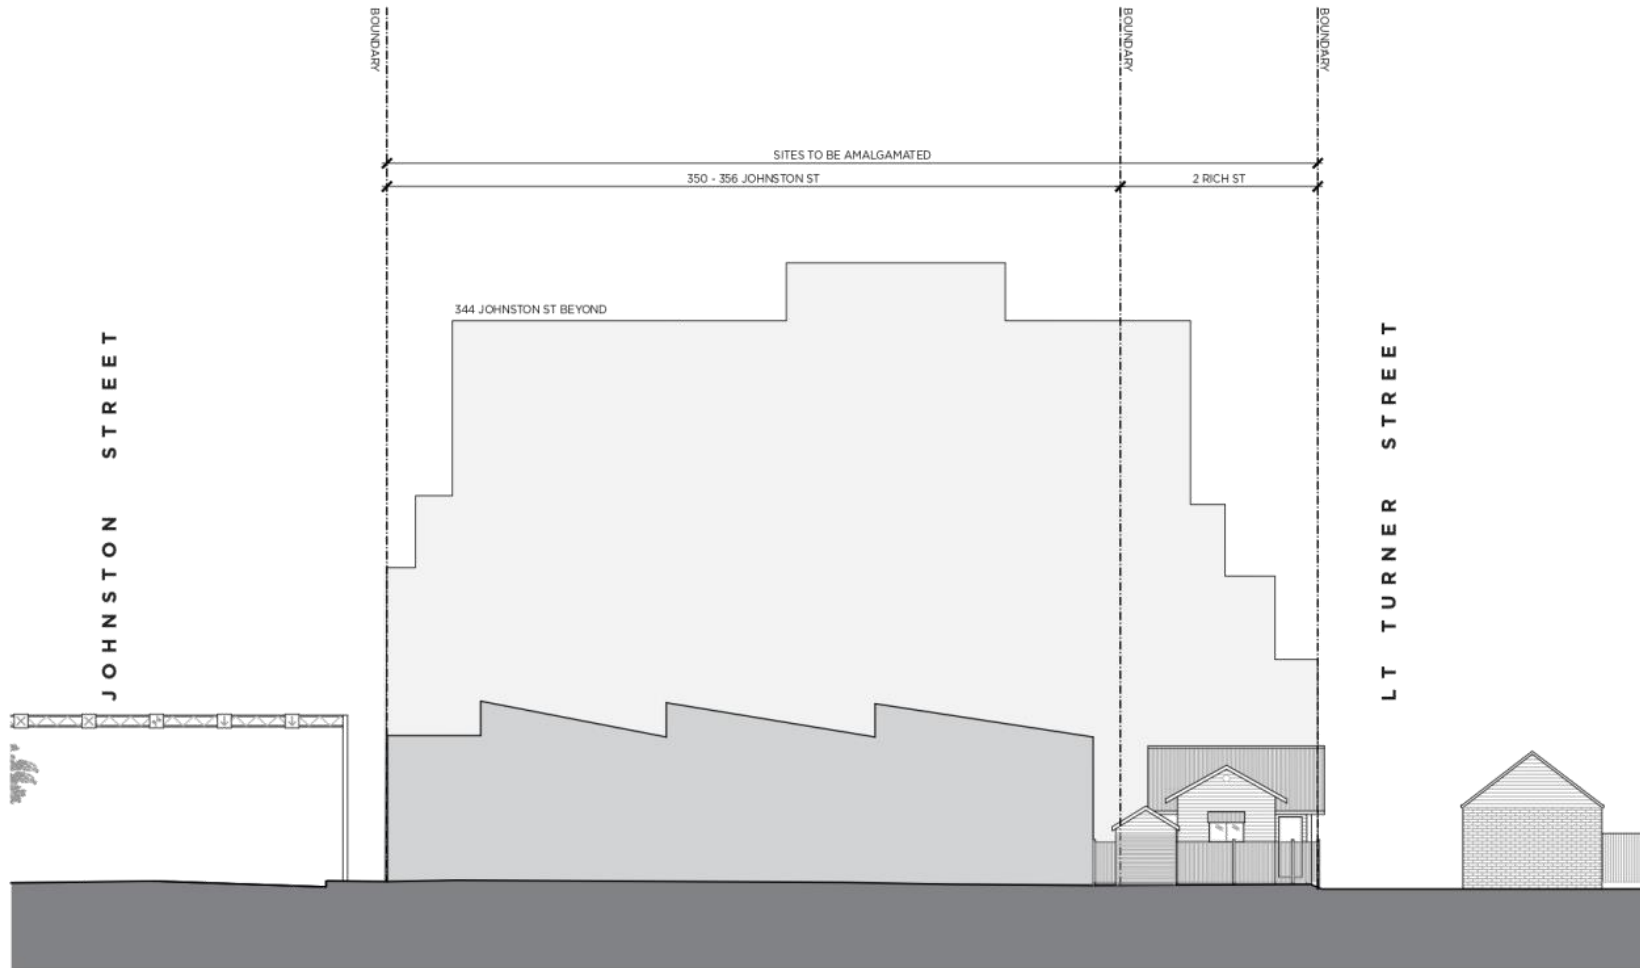 BOUNDARY
BOUNDARY
BOUNDARY
SITES TO BE AMALGAMATED
350 - 356 JOHNSTON ST
2 RICH ST
344 JOHNSTON ST BEYOND
JOHNSTON STREET
LT TURNER STREET